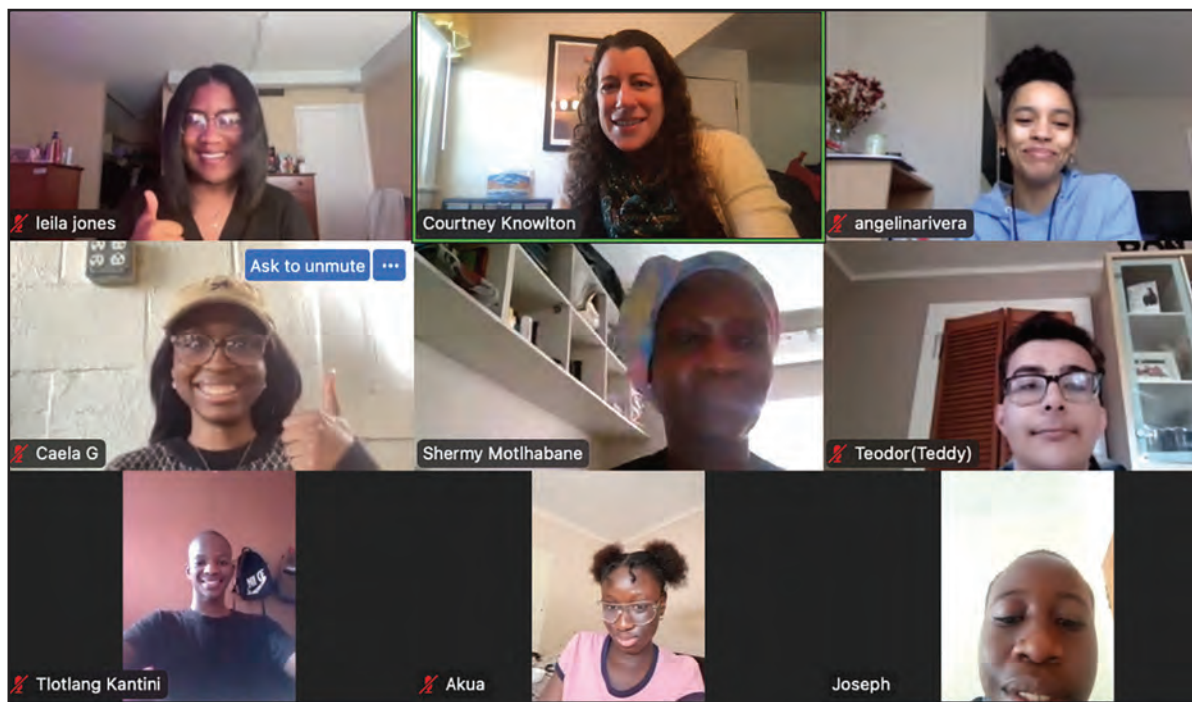 leila jones
Courtney Knowlton
angelinarivera
Ask to unmute
Caela G
Shermy Motlhabane
Teodor(Teddy)
Tlotlang Kantini
Akua
Joseph